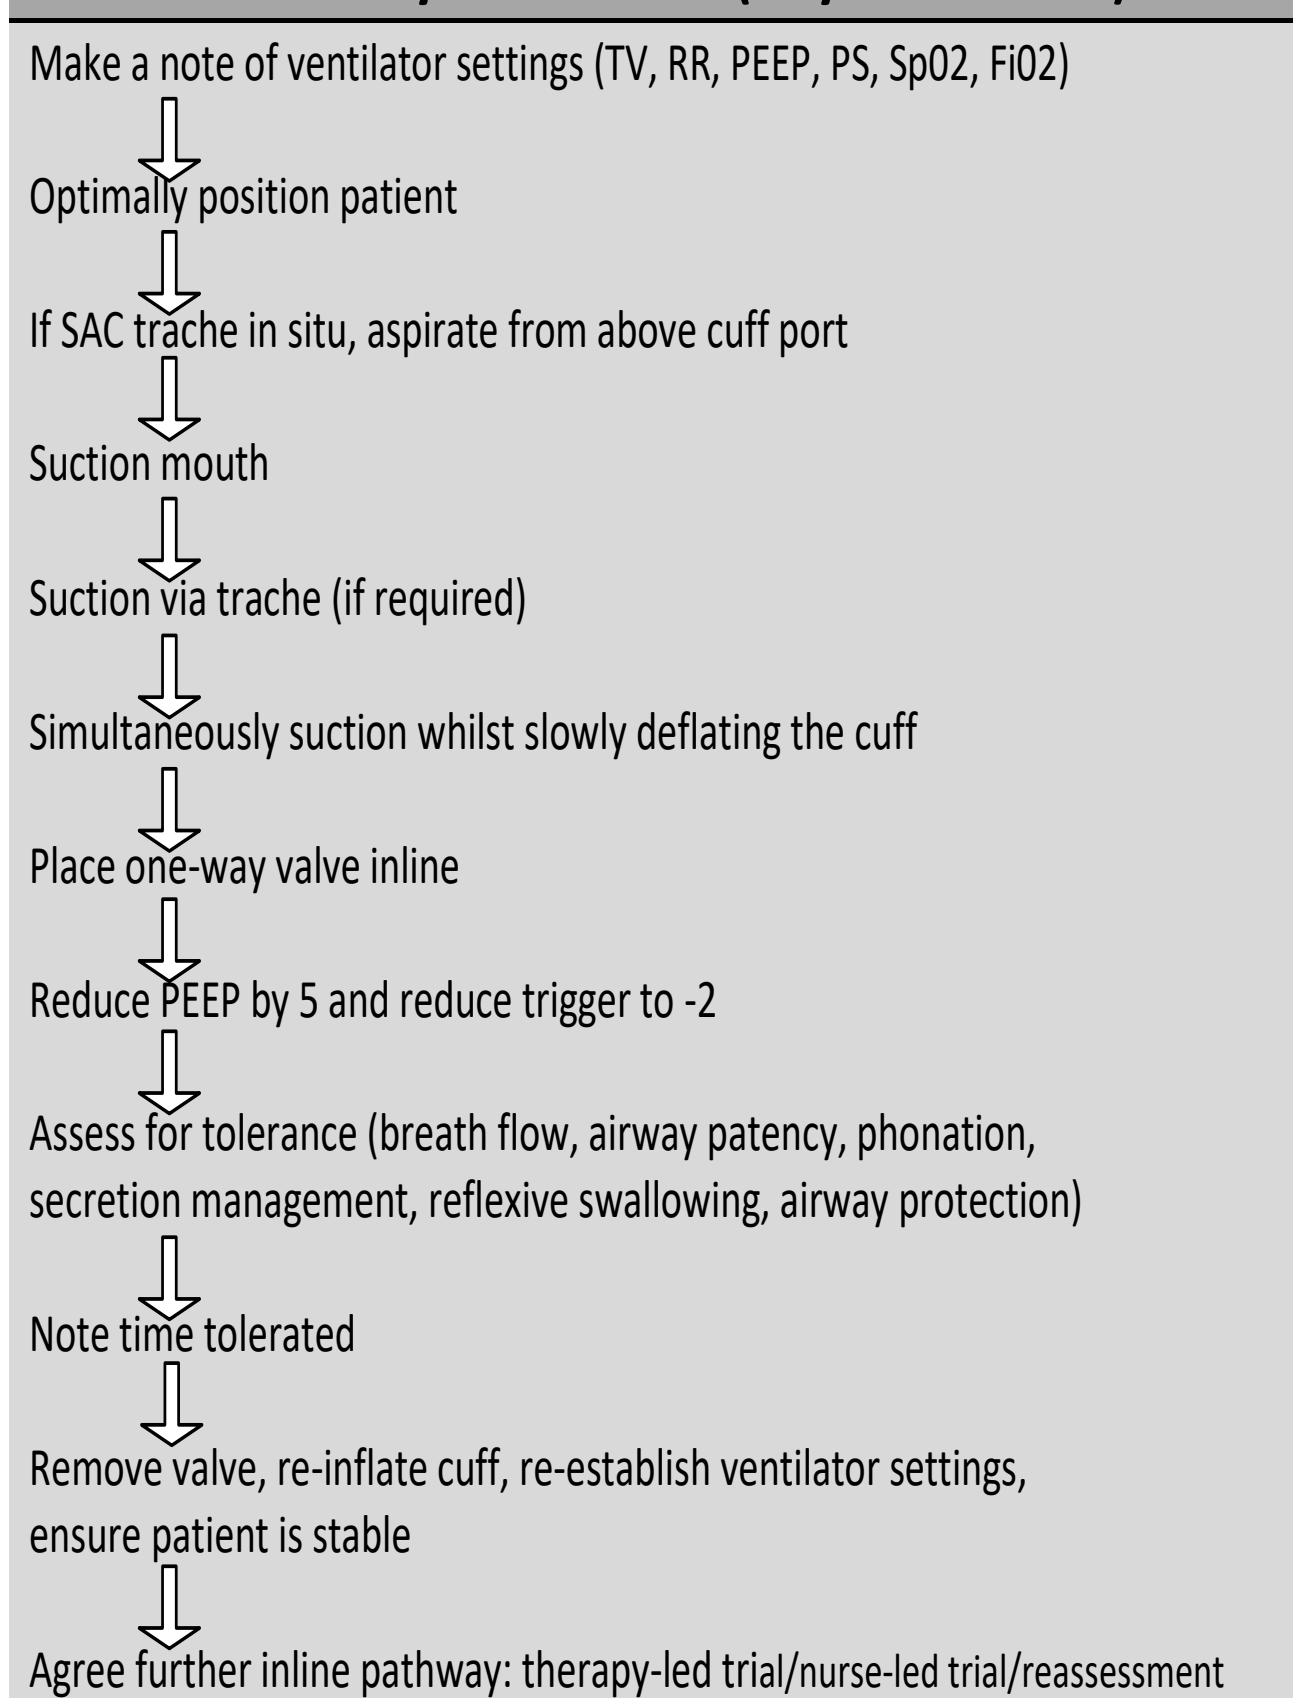 Make a note of ventilator settings (TV, RR, PEEP, PS, Sp02, Fi02)
Optimally position patient
If SAC trache in situ, aspirate from above cuff port
Suction mouth
Suction via trache (if required)
Simultaneously suction whilst slowly deflating the cuff
Place one-way valve inline
Reduce PEEP by 5 and reduce trigger to -2
Assess for tolerance (breath flow, airway patency, phonation,
secretion management, reflexive swallowing, airway protection)
Note time tolerated
Remove valve, re-inflate cuff, re-establish ventilator settings,
ensure patient is stable
Agree further inline pathway: therapy-led trial/nurse-led trial/reassessment